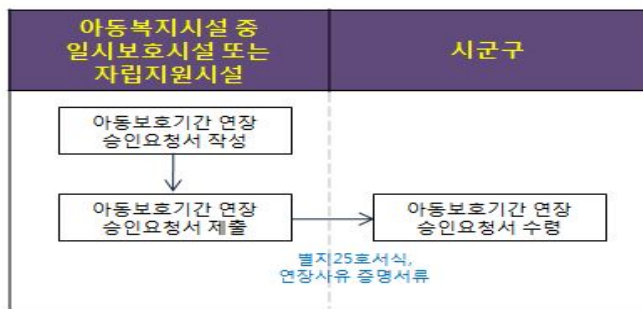 아동복지시설 중
일시보호시설 또는
자립지원시설
시군구
아동보호기간 연장
승인요청서 작성
아동보호기간 연장
승인요청서 제출
아동보호기간 연장
승인요청서 수령
별지25호서식,
연장사유 증명서류